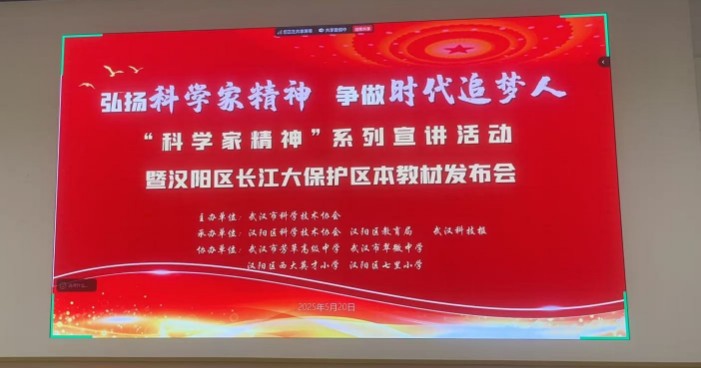 弘扬科学家精神 争做时代追梦人
“科学家精神”系列宣讲活动
暨汉阳区长江大保护区本教材发布会
主办单位：武汉市科学技术协会
承办单位：汉阳区科学技术协会 汉阳区教育局 武汉科技报
协办单位：武汉市芳草高级中学 武汉市翠微中学
汉阳区西大英才小学 汉阳区七里小学
2025年5月20日